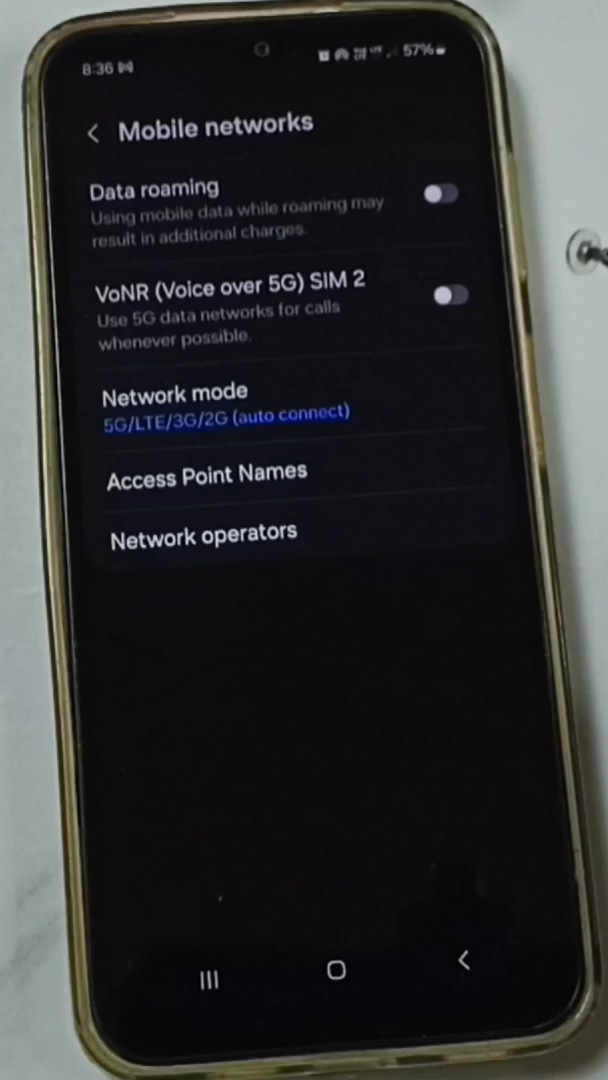 8:36
57%
Mobile networks
Data roaming
Using mobile data while roaming may
result in additional charges.
VoNR (Voice over 5G) SIM 2
Use 5G data networks for calls
whenever possible.
Network mode
5G/LTE/3G/2G (auto connect)
Access Point Names
Network operators